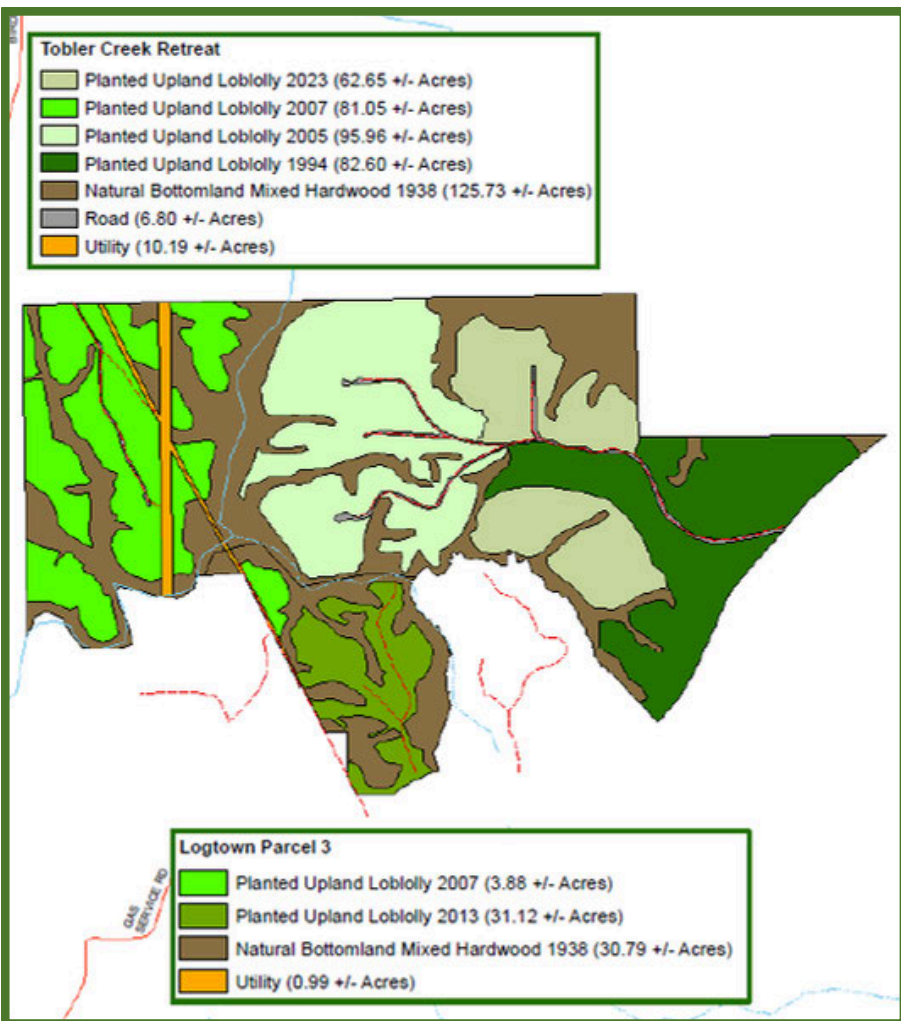 BIRD
Tobler Creek Retreat
Planted Upland Loblolly 2023 (62.65 +/- Acres)
Planted Upland Loblolly 2007 (81.05 +/- Acres)
Planted Upland Loblolly 2005 (95.96 +/- Acres)
Planted Upland Loblolly 1994 (82.60 +/- Acres)
Natural Bottomland Mixed Hardwood 1938 (125.73 +/- Acres)
Road (6.80 +/- Acres)
Utility (10.19 +/- Acres)
Logtown Parcel 3
Planted Upland Loblolly 2007 (3.88 +/- Acres)
Planted Upland Loblolly 2013 (31.12 +/- Acres)
Natural Bottomland Mixed Hardwood 1938 (30.79 +/- Acres)
Utility (0.99 +/- Acres)
GAS
SERVICE RD